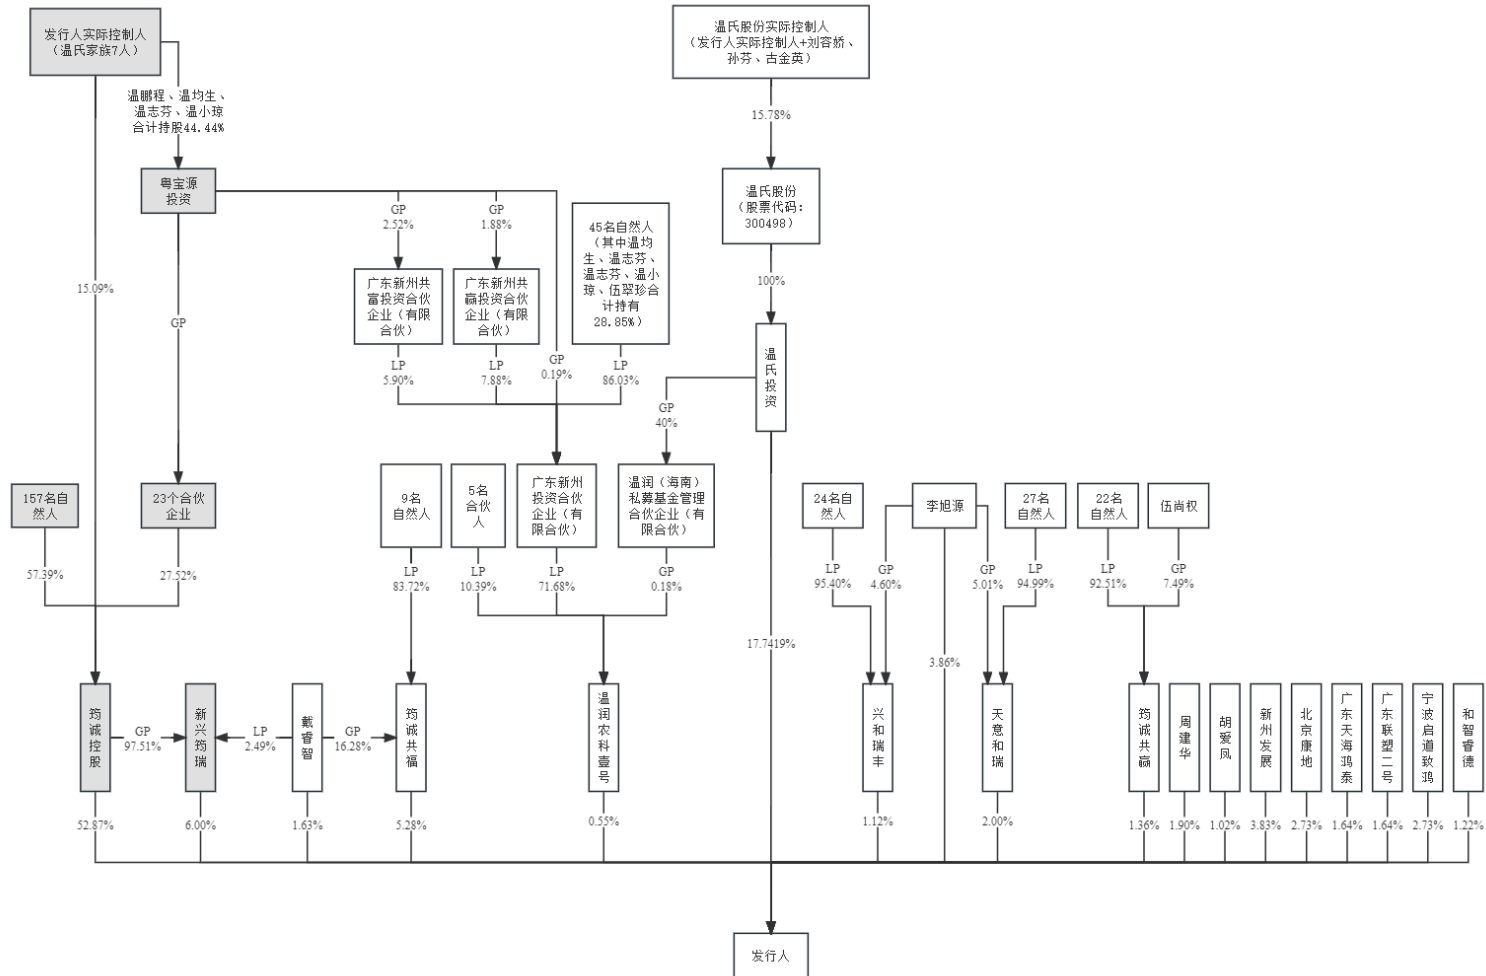 发行人实际控制人
（温氏家族7人）
温氏股份实际控制人
（发行人实际控制人+刘容娇、
孙芬、古金英）
温鹏程、温均生、
温志芬、温小琼
合计持股44.44%
15.78%
粤宝源
投资
温氏股份
（股票代码：
300498）
GP
2.52%
GP
1.88%
45名自然人
（其中温均
生、温志芬、
温志芬、温小
琼、伍翠珍合
计持有
28.85%）
15.09%
GP
广东新州共
富投资合伙
企业（有限
合伙）
广东新州共
赢投资合伙
企业（有限
合伙）
100%
温氏投资
LP
5.90%
LP
7.88%
GP
0.19%
LP
86.03%
GP
40%
157名自
然人
23个合伙
企业
9名
自然人
5名
合伙
人
广东新州
投资合伙
企业（有
限合伙）
温润（海南）
私募基金管理
合伙企业（有
限合伙）
24名自
然人
李旭源
27名
自然人
22名
自然人
伍尚权
57.39%
27.52%
LP
83.72%
LP
10.39%
LP
71.68%
GP
0.18%
LP
95.40%
GP
4.60%
GP
5.01%
LP
94.99%
LP
92.51%
GP
7.49%
17.7419%
3.86%
筠诚控股
GP
97.51%
新兴筠瑞
LP
2.49%
戴睿智
GP
16.28%
筠诚共福
温润农科壹号
兴和瑞丰
天意和瑞
筠诚共赢
周建华
胡爱凤
新州发展
北京康地
广东天海鸿泰
广东联塑二号
宁波启道致鸿
和智睿德
52.87%
6.00%
1.63%
5.28%
0.55%
1.12%
2.00%
1.36%
1.90%
1.02%
3.83%
2.73%
1.64%
1.64%
2.73%
1.22%
发行人